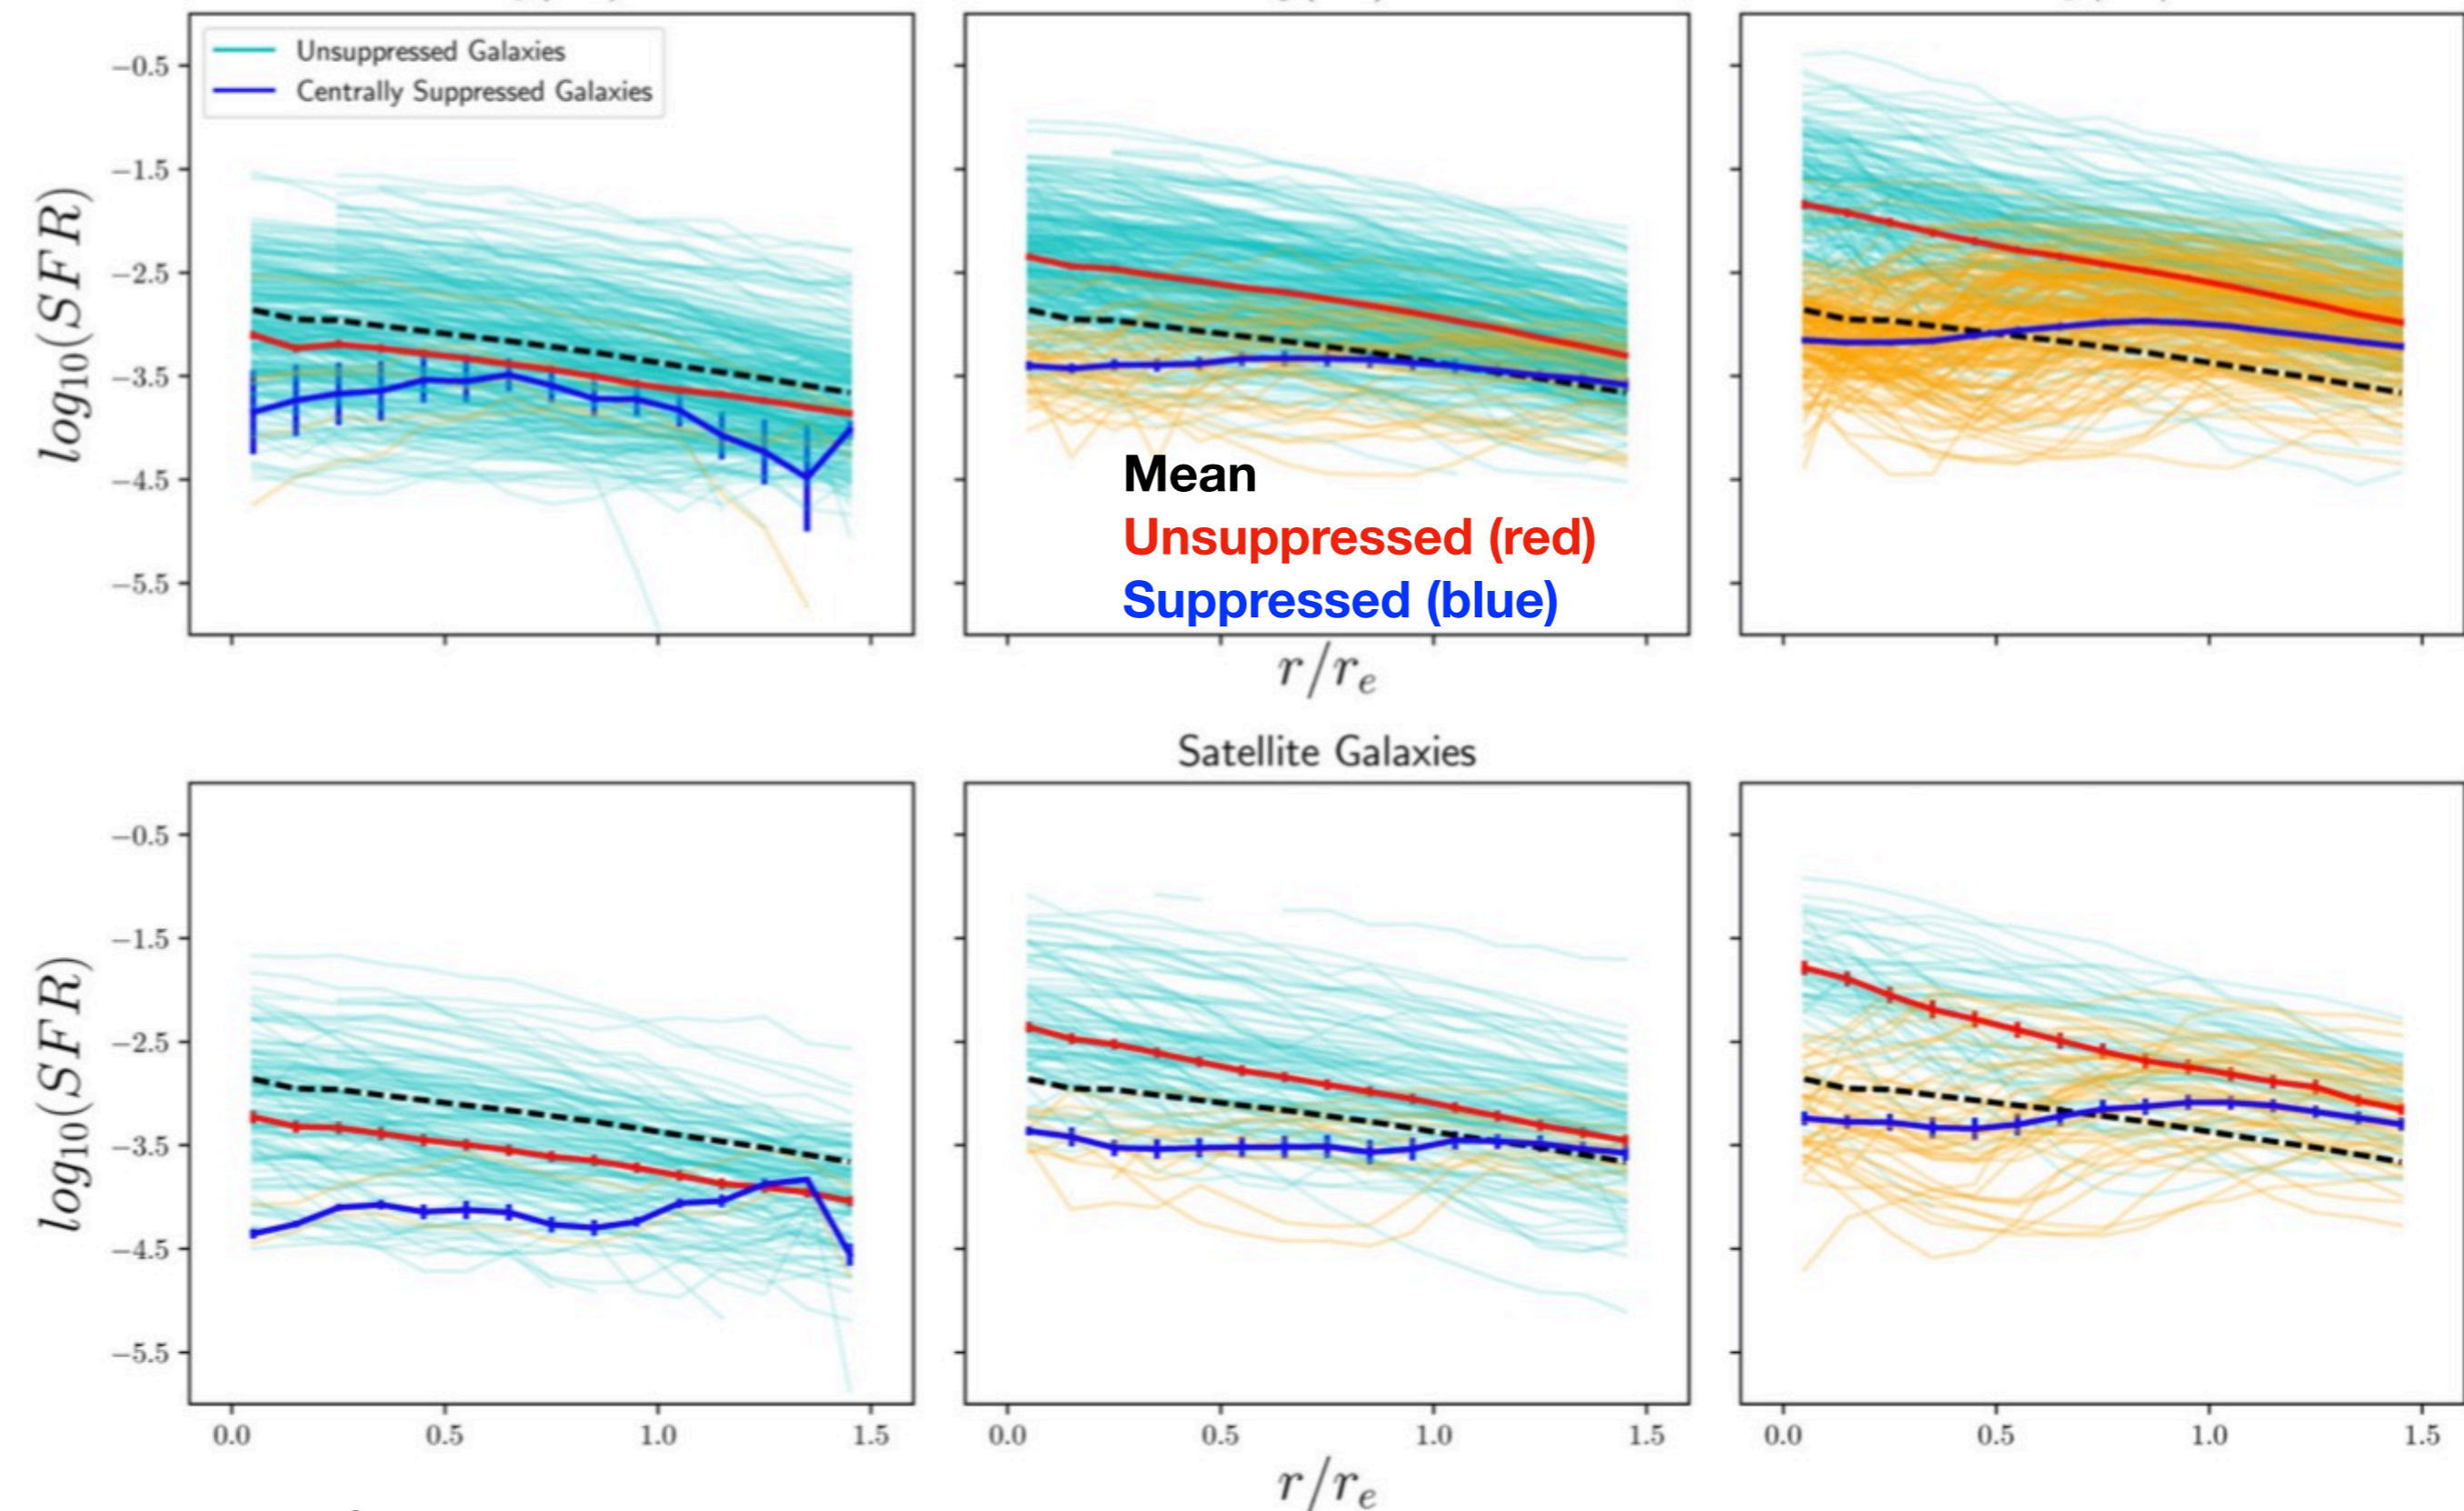 Unsuppressed Galaxies
Centrally Suppressed Galaxies
−0.5
−1.5
−2.5
−3.5
−4.5
−5.5
log₁₀(SFR)
Mean
Unsuppressed (red)
Suppressed (blue)
r/rₑ
Satellite Galaxies
−0.5
−1.5
−2.5
−3.5
−4.5
−5.5
log₁₀(SFR)
0.0 0.5 1.0 1.5 0.0 0.5 1.0 1.5 0.0 0.5 1.0 1.5
r/rₑ